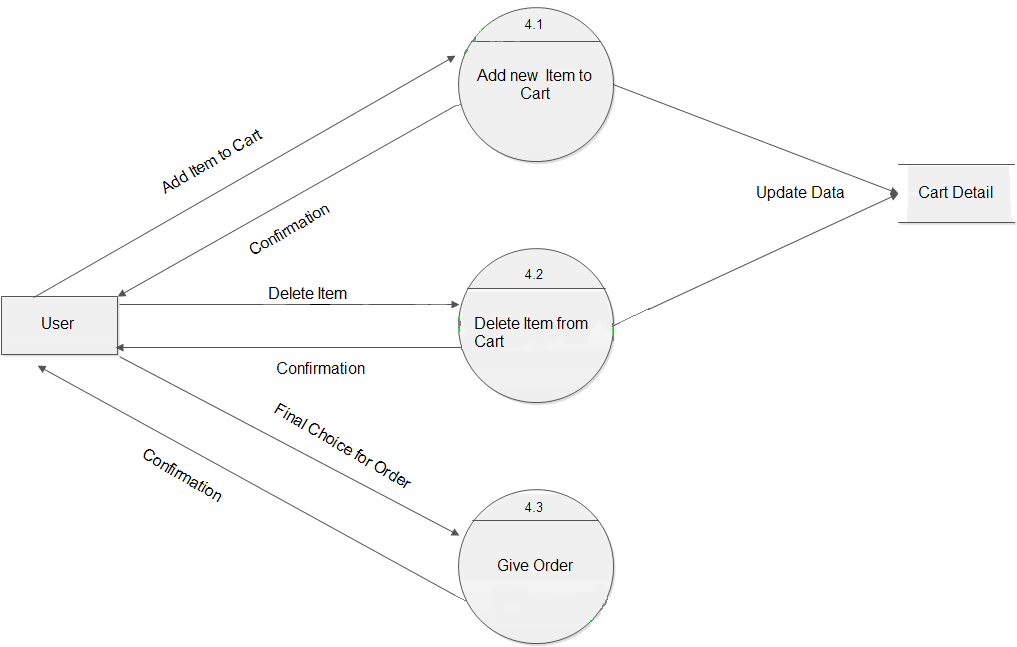 4.1
Add new Item to
Cart
Add Item to Cart
Confirmation
Update Data
Cart Detail
4.2
Delete Item
User
Delete Item from
Cart
Confirmation
Final Choice for Order
Confirmation
4.3
Give Order